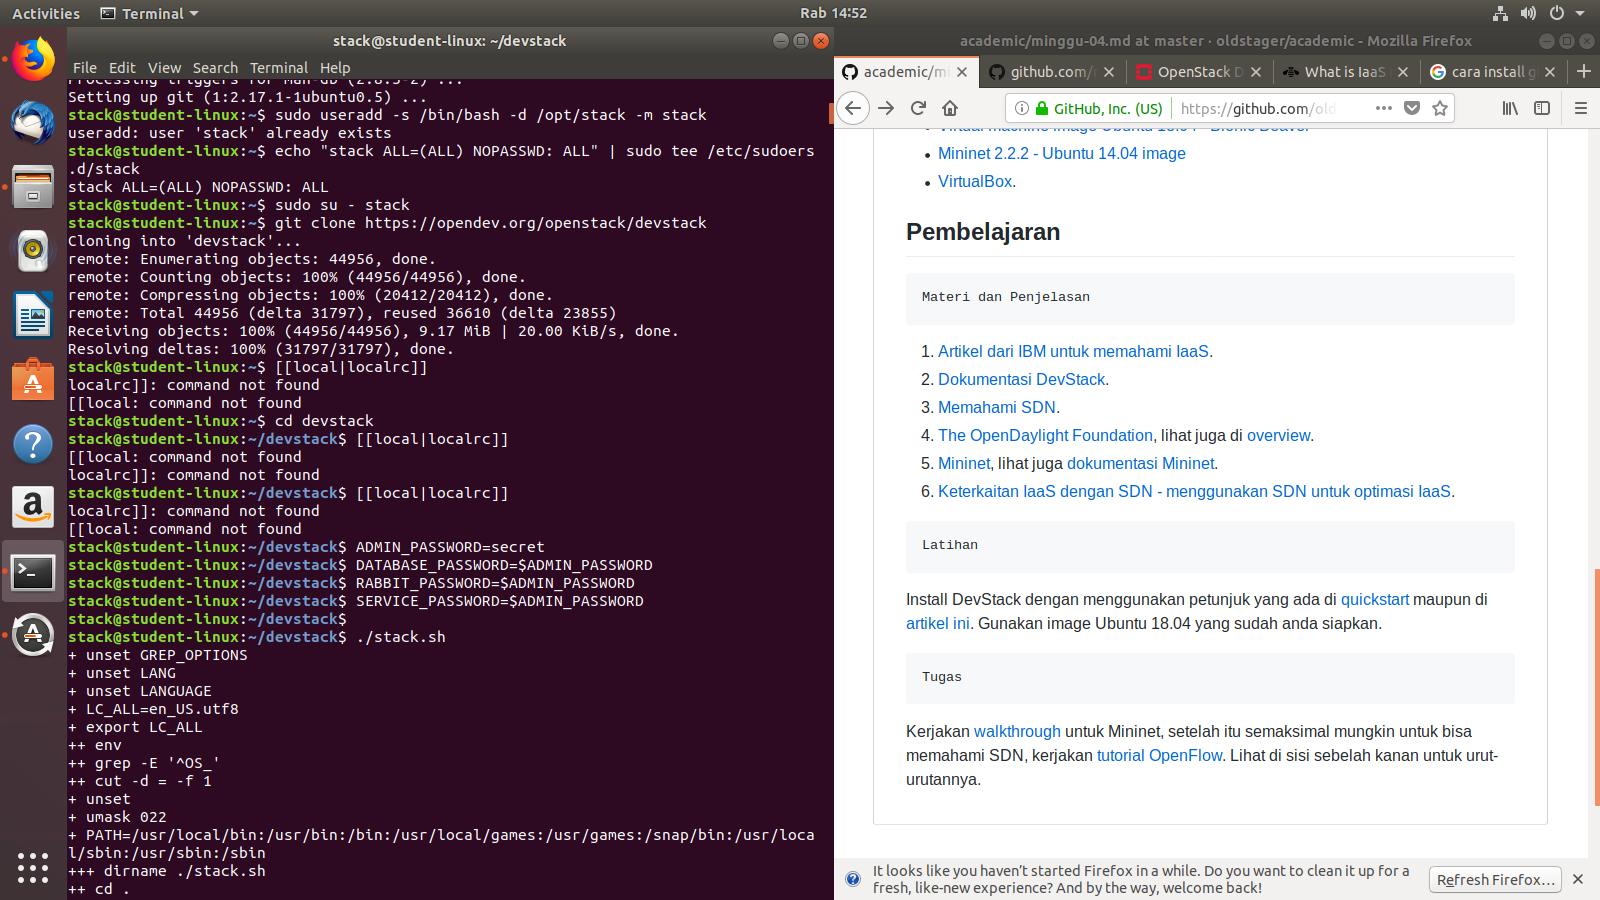 Activities
Terminal
Rab 14:52
stack@student-linux: ~/devstack
File Edit View Search Terminal Help
Processing triggers for man-db (2.8.3-2) ...
Setting up git (1:2.17.1-1ubuntu0.5) ...
stack@student-linux:~$ sudo useradd -s /bin/bash -d /opt/stack -m stack
useradd: user 'stack' already exists
stack@student-linux:~$ echo "stack ALL=(ALL) NOPASSWD: ALL" | sudo tee /etc/sudoers
.d/stack
stack ALL=(ALL) NOPASSWD: ALL
stack@student-linux:~$ sudo su - stack
stack@student-linux:~$ git clone https://opendev.org/openstack/devstack
Cloning into 'devstack'...
remote: Enumerating objects: 44956, done.
remote: Counting objects: 100% (44956/44956), done.
remote: Compressing objects: 100% (20412/20412), done.
remote: Total 44956 (delta 31797), reused 36610 (delta 23855)
Receiving objects: 100% (44956/44956), 9.17 MiB | 20.00 KiB/s, done.
Resolving deltas: 100% (31797/31797), done.
stack@student-linux:~$ [[local|localrc]]
localrc]]: command not found
[[local: command not found
stack@student-linux:~$ cd devstack
stack@student-linux:~/devstack$ [[local|localrc]]
[[local: command not found
localrc]]: command not found
stack@student-linux:~/devstack$ [[local|localrc]]
localrc]]: command not found
[[local: command not found
stack@student-linux:~/devstack$ ADMIN_PASSWORD=secret
stack@student-linux:~/devstack$ DATABASE_PASSWORD=$ADMIN_PASSWORD
stack@student-linux:~/devstack$ RABBIT_PASSWORD=$ADMIN_PASSWORD
stack@student-linux:~/devstack$ SERVICE_PASSWORD=$ADMIN_PASSWORD
stack@student-linux:~/devstack$
stack@student-linux:~/devstack$ ./stack.sh
+ unset GREP_OPTIONS
+ unset LANG
+ unset LANGUAGE
+ LC_ALL=en_US.utf8
+ export LC_ALL
++ env
++ grep -E '^OS_'
++ cut -d = -f 1
+ unset
+ umask 022
+ PATH=/usr/local/bin:/usr/bin:/bin:/usr/local/games:/usr/games:/snap/bin:/usr/loca
l/sbin:/usr/sbin:/sbin
+++ dirname ./stack.sh
++ cd .
academic/minggu-04.md at master · oldstager/academic - Mozilla Firefox
academic/mi
github.com/
OpenStack D
What is IaaS
cara install g
GitHub, Inc. (US)
https://github.com/old
Virtual machine image Ubuntu 18.04 - Bionic Beaver
• Mininet 2.2.2 - Ubuntu 14.04 image
• VirtualBox.
Pembelajaran
Materi dan Penjelasan
1. Artikel dari IBM untuk memahami IaaS.
2. Dokumentasi DevStack.
3. Memahami SDN.
4. The OpenDaylight Foundation, lihat juga di overview.
5. Mininet, lihat juga dokumentasi Mininet.
6. Keterkaitan IaaS dengan SDN - menggunakan SDN untuk optimasi IaaS.
Latihan
Install DevStack dengan menggunakan petunjuk yang ada di quickstart maupun di
artikel ini. Gunakan image Ubuntu 18.04 yang sudah anda siapkan.
Tugas
Kerjakan walkthrough untuk Mininet, setelah itu semaksimal mungkin untuk bisa
memahami SDN, kerjakan tutorial OpenFlow. Lihat di sisi sebelah kanan untuk urut-
urutannya.
It looks like you haven't started Firefox in a while. Do you want to clean it up for a
fresh, like-new experience? And by the way, welcome back!
Refresh Firefox...